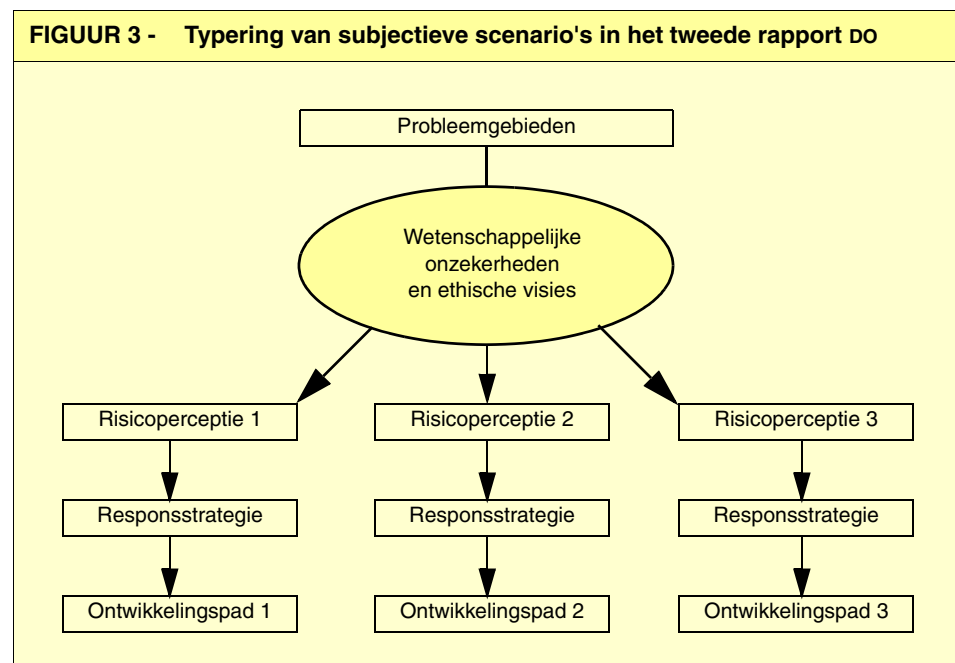 FIGUUR 3 - Typering van subjectieve scenario's in het tweede rapport DO
Probleemgebieden
Wetenschappelijke
onzekerheden
en ethische visies
Risicoperceptie 1 Risicoperceptie 2 Risicoperceptie 3
Responsstrategie Responsstrategie Responsstrategie
Ontwikkelingspad 1 Ontwikkelingspad 2 Ontwikkelingspad 3